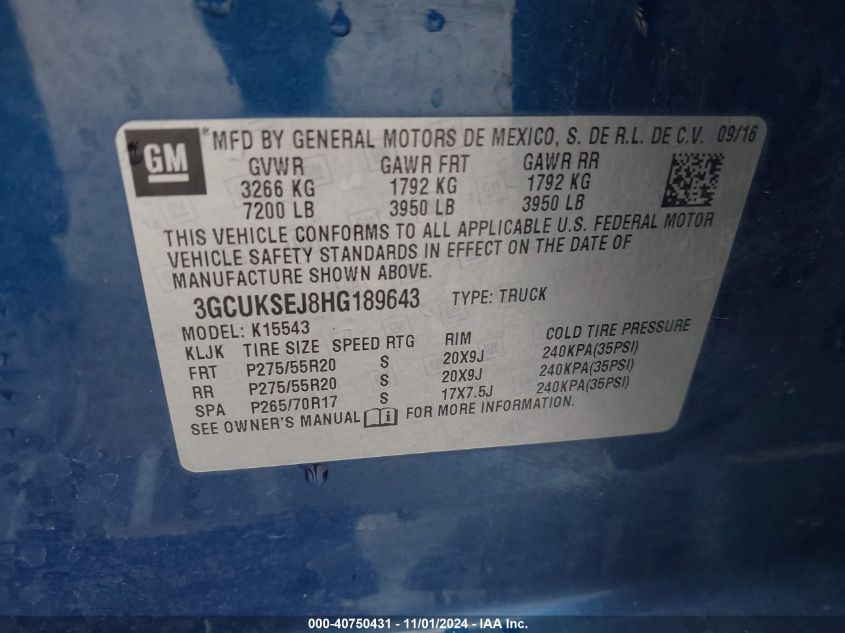 GM
*MFD BY GENERAL MOTORS DE MEXICO, S. DE R.L. DE C.V. 09/16
GVWR GAWR FRT GAWR RR
3266 KG 1792 KG 1792 KG
7200 LB 3950 LB 3950 LB
THIS VEHICLE CONFORMS TO ALL APPLICABLE U.S. FEDERAL MOTOR
VEHICLE SAFETY STANDARDS IN EFFECT ON THE DATE OF
MANUFACTURE SHOWN ABOVE.
3GCUKSEJ8HG189643 TYPE: TRUCK
MODEL: K15543
KLJK TIRE SIZE SPEED RTG RIM COLD TIRE PRESSURE
FRT P275/55R20 S 20X9J 240KPA(35PSI)
RR P275/55R20 S 20X9J 240KPA(35PSI)
SPA P265/70R17 S 17X7.5J 240KPA(35PSI)
SEE OWNER'S MANUAL i FOR MORE INFORMATION.
000-40750431 - 11/01/2024 - IAA Inc.